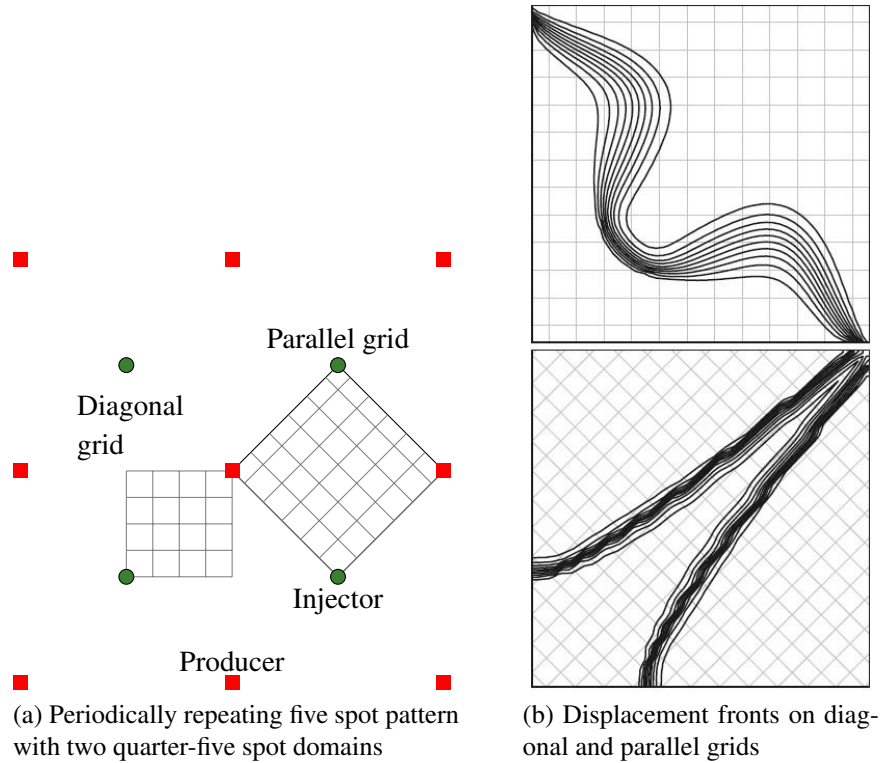 Parallel grid
Diagonal
grid
Injector
Producer
(a) Periodically repeating five spot pattern
with two quarter-five spot domains
(b) Displacement fronts on diag-
onal and parallel grids